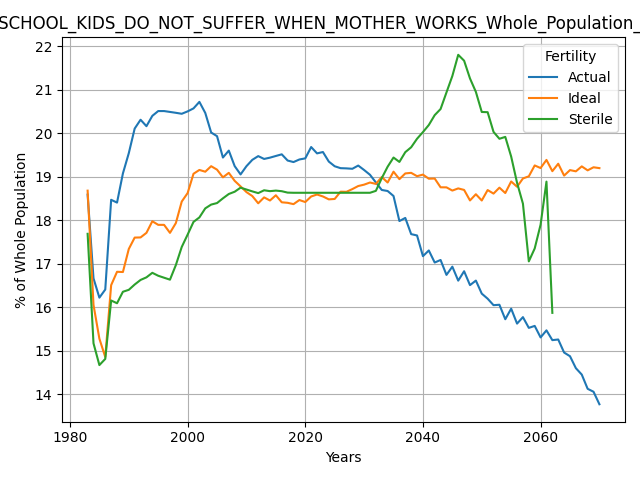 SCHOOL_KIDS_DO_NOT_SUFFER_WHEN_MOTHER_WORKS_Whole_Population_
22
21
20
19
18
17
16
15
14
% of Whole Population
Fertility
Actual
Ideal
Sterile
1980 2000 2020 2040 2060
Years